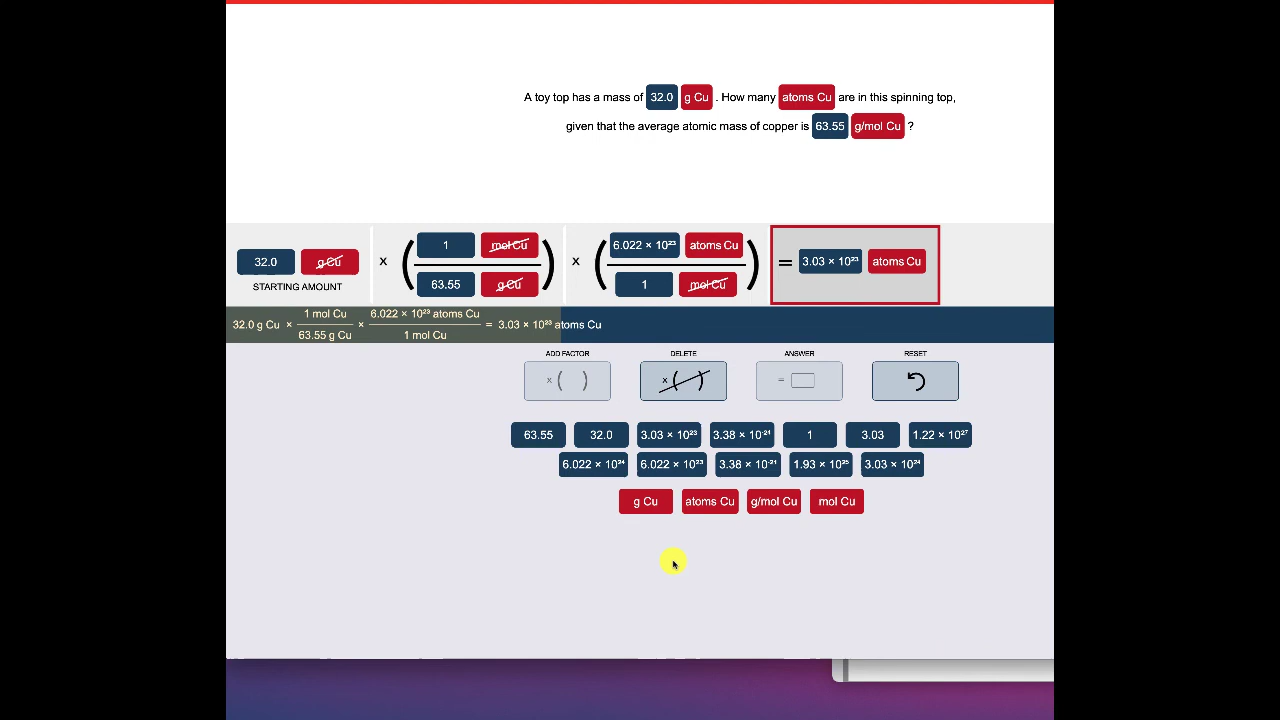 A toy top has a mass of 32.0 g Cu . How many atoms Cu are in this spinning top,
given that the average atomic mass of copper is 63.55 g/mol Cu ?
32.0 g Cu × ( 1 mol Cu / 63.55 g Cu ) × ( 6.022 × 10²³ atoms Cu / 1 mol Cu ) = 3.03 × 10²³ atoms Cu
STARTING AMOUNT
32.0 g Cu × 1 mol Cu / 63.55 g Cu × 6.022 × 10²³ atoms Cu / 1 mol Cu = 3.03 × 10²³ atoms Cu
ADD FACTOR DELETE ANSWER RESET
× ( ) × ( ) =
63.55 32.0 3.03 × 10²³ 3.38 × 10⁻²⁴ 1 3.03 1.22 × 10²⁷
6.022 × 10²⁴ 6.022 × 10²³ 3.38 × 10⁻²¹ 1.93 × 10²⁵ 3.03 × 10²⁴
g Cu atoms Cu g/mol Cu mol Cu